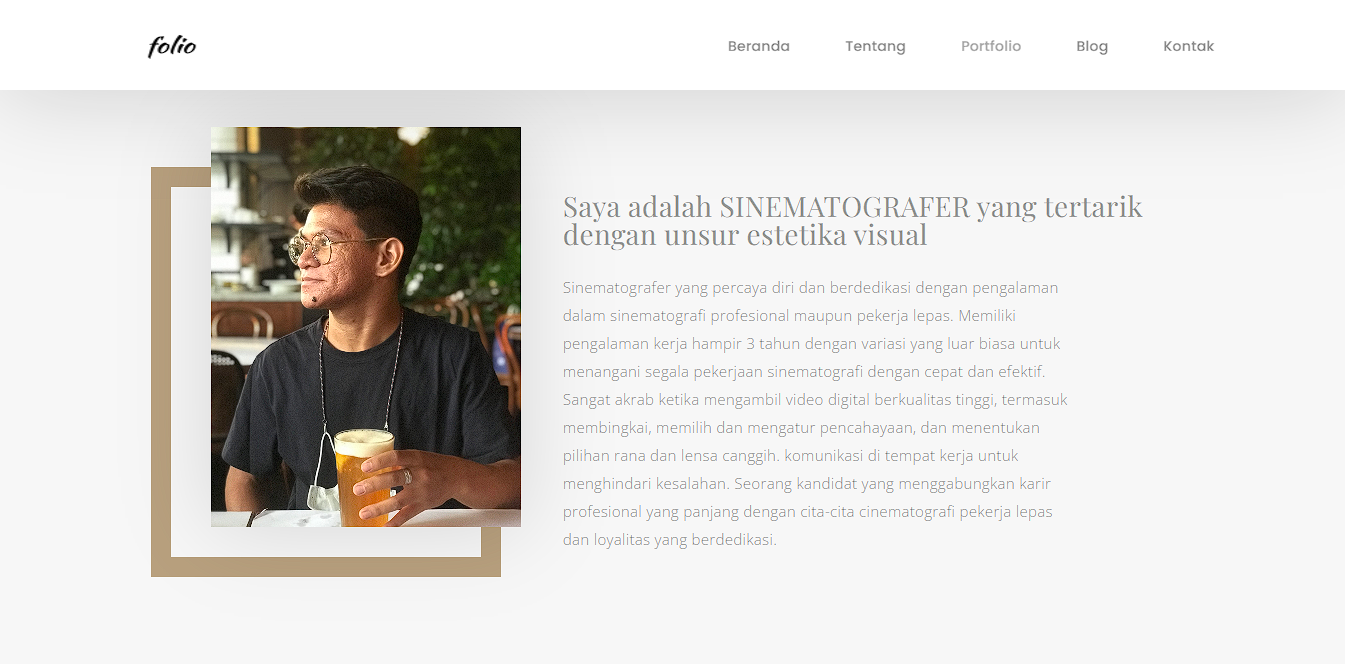 folio
Beranda Tentang Portfolio Blog Kontak
Saya adalah SINEMATOGRAFER yang tertarik
dengan unsur estetika visual
Sinematografer yang percaya diri dan berdedikasi dengan pengalaman
dalam sinematografi profesional maupun pekerja lepas. Memiliki
pengalaman kerja hampir 3 tahun dengan variasi yang luar biasa untuk
menangani segala pekerjaan sinematografi dengan cepat dan efektif.
Sangat akrab ketika mengambil video digital berkualitas tinggi, termasuk
membingkai, memilih dan mengatur pencahayaan, dan menentukan
pilihan rana dan lensa canggih. komunikasi di tempat kerja untuk
menghindari kesalahan. Seorang kandidat yang menggabungkan karir
profesional yang panjang dengan cita-cita cinematografi pekerja lepas
dan loyalitas yang berdedikasi.